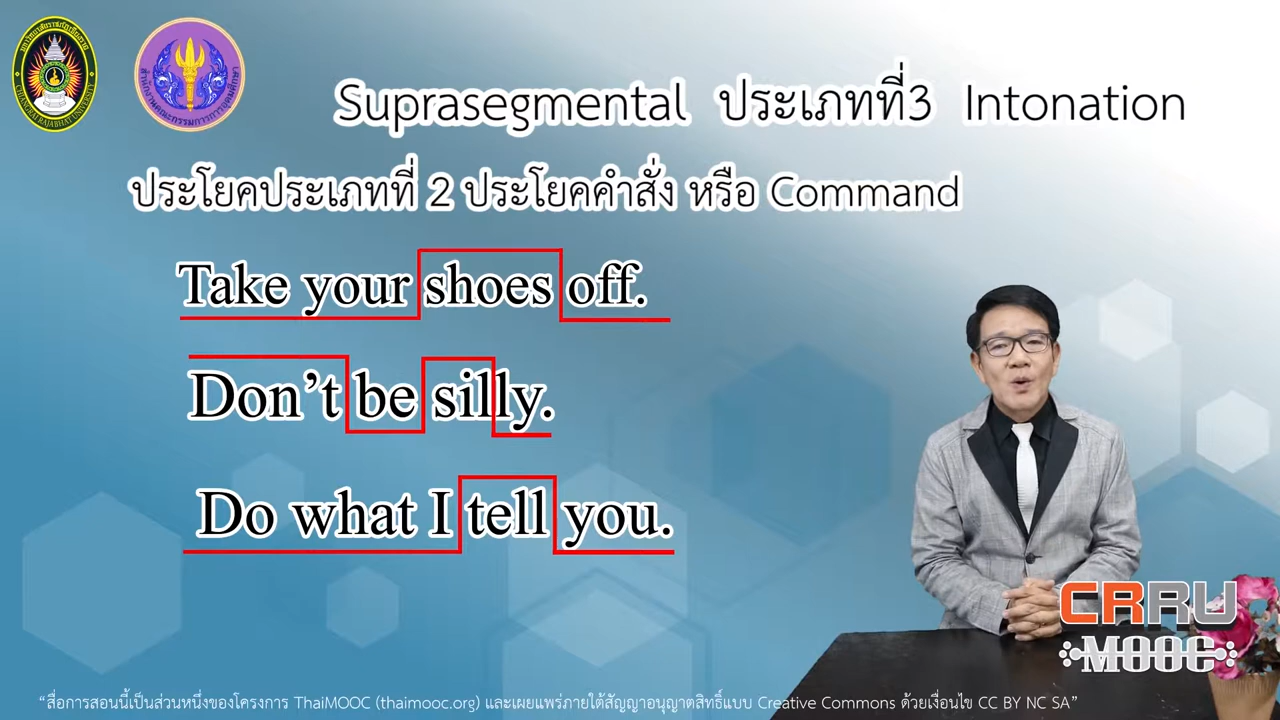 Suprasegmental ประเภทที่3 Intonation
ประโยคประเภทที่ 2 ประโยคคำสั่ง หรือ Command
Take your shoes off.
Don’t be silly.
Do what I tell you.
CRRU
MOOC
“สื่อการสอนนี้เป็นส่วนหนึ่งของโครงการ ThaiMOOC (thaimooc.org) และเผยแพร่ภายใต้สัญญาอนุญาตสิทธิ์แบบ Creative Commons ด้วยเงื่อนไข CC BY NC SA”